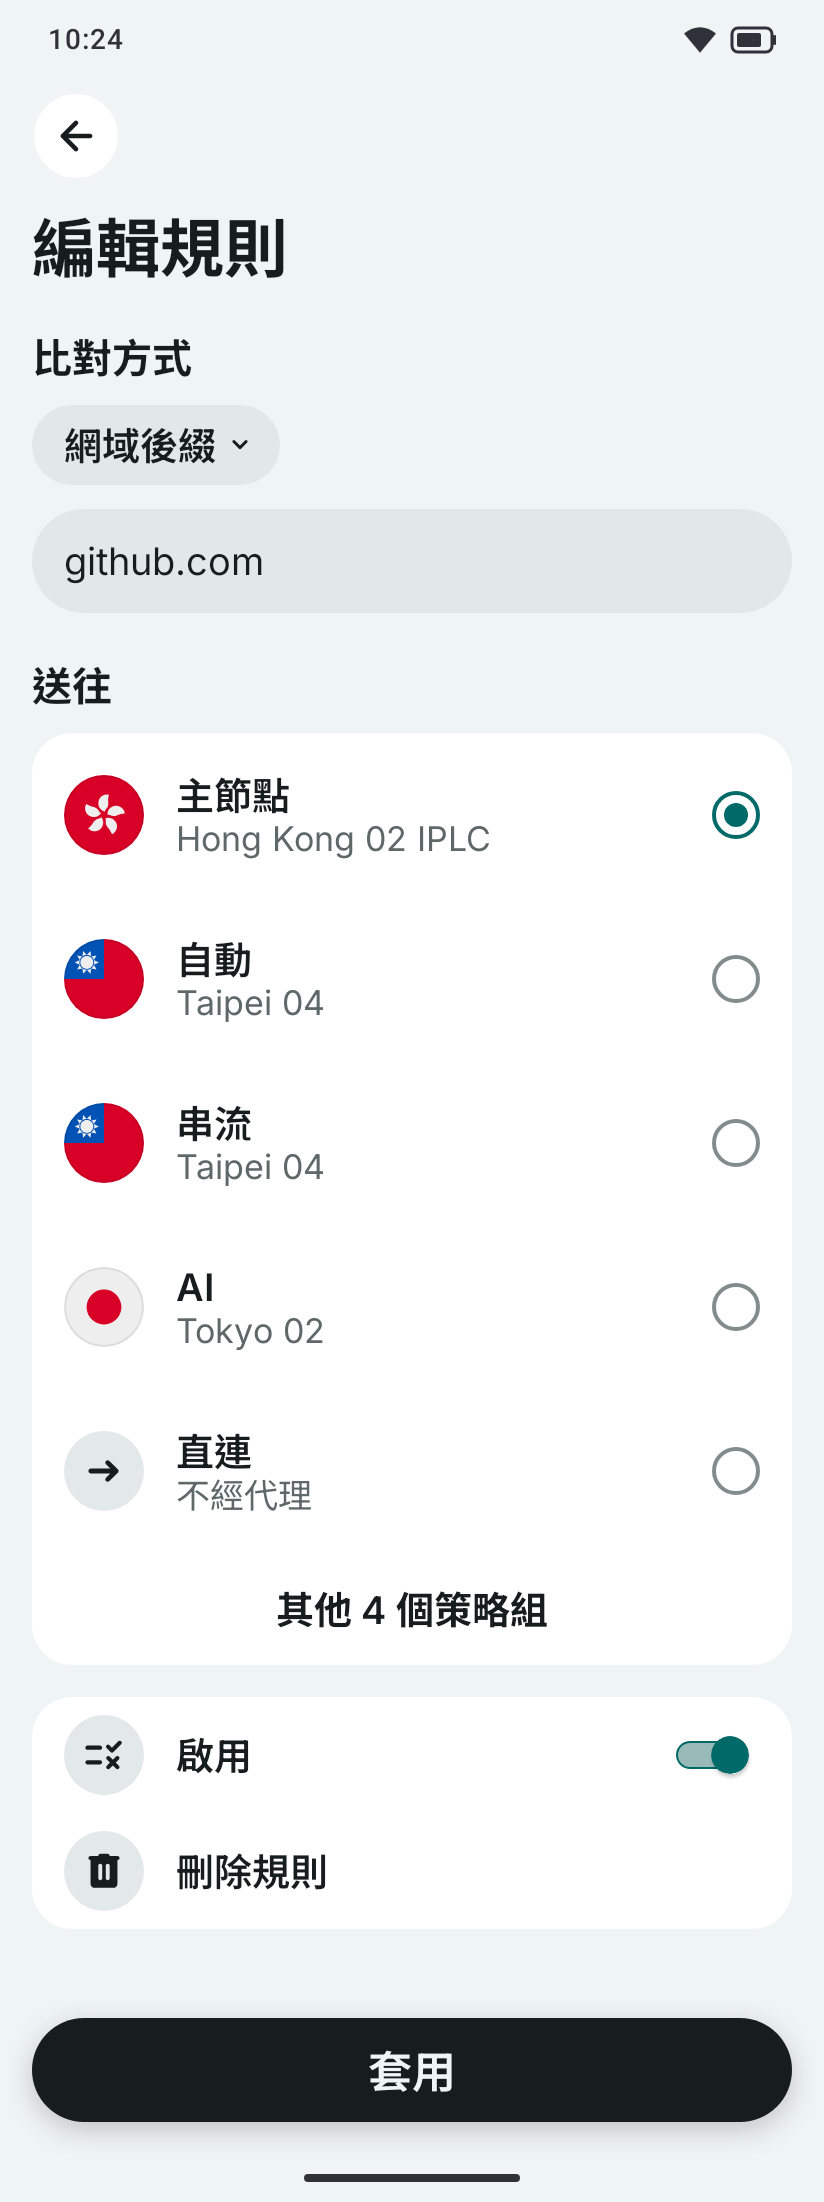 10:24
編輯規則
比對方式
網域後綴
github.com
送往
主節點
Hong Kong 02 IPLC
自動
Taipei 04
串流
Taipei 04
AI
Tokyo 02
直連
不經代理
其他 4 個策略組
啟用
刪除規則
套用